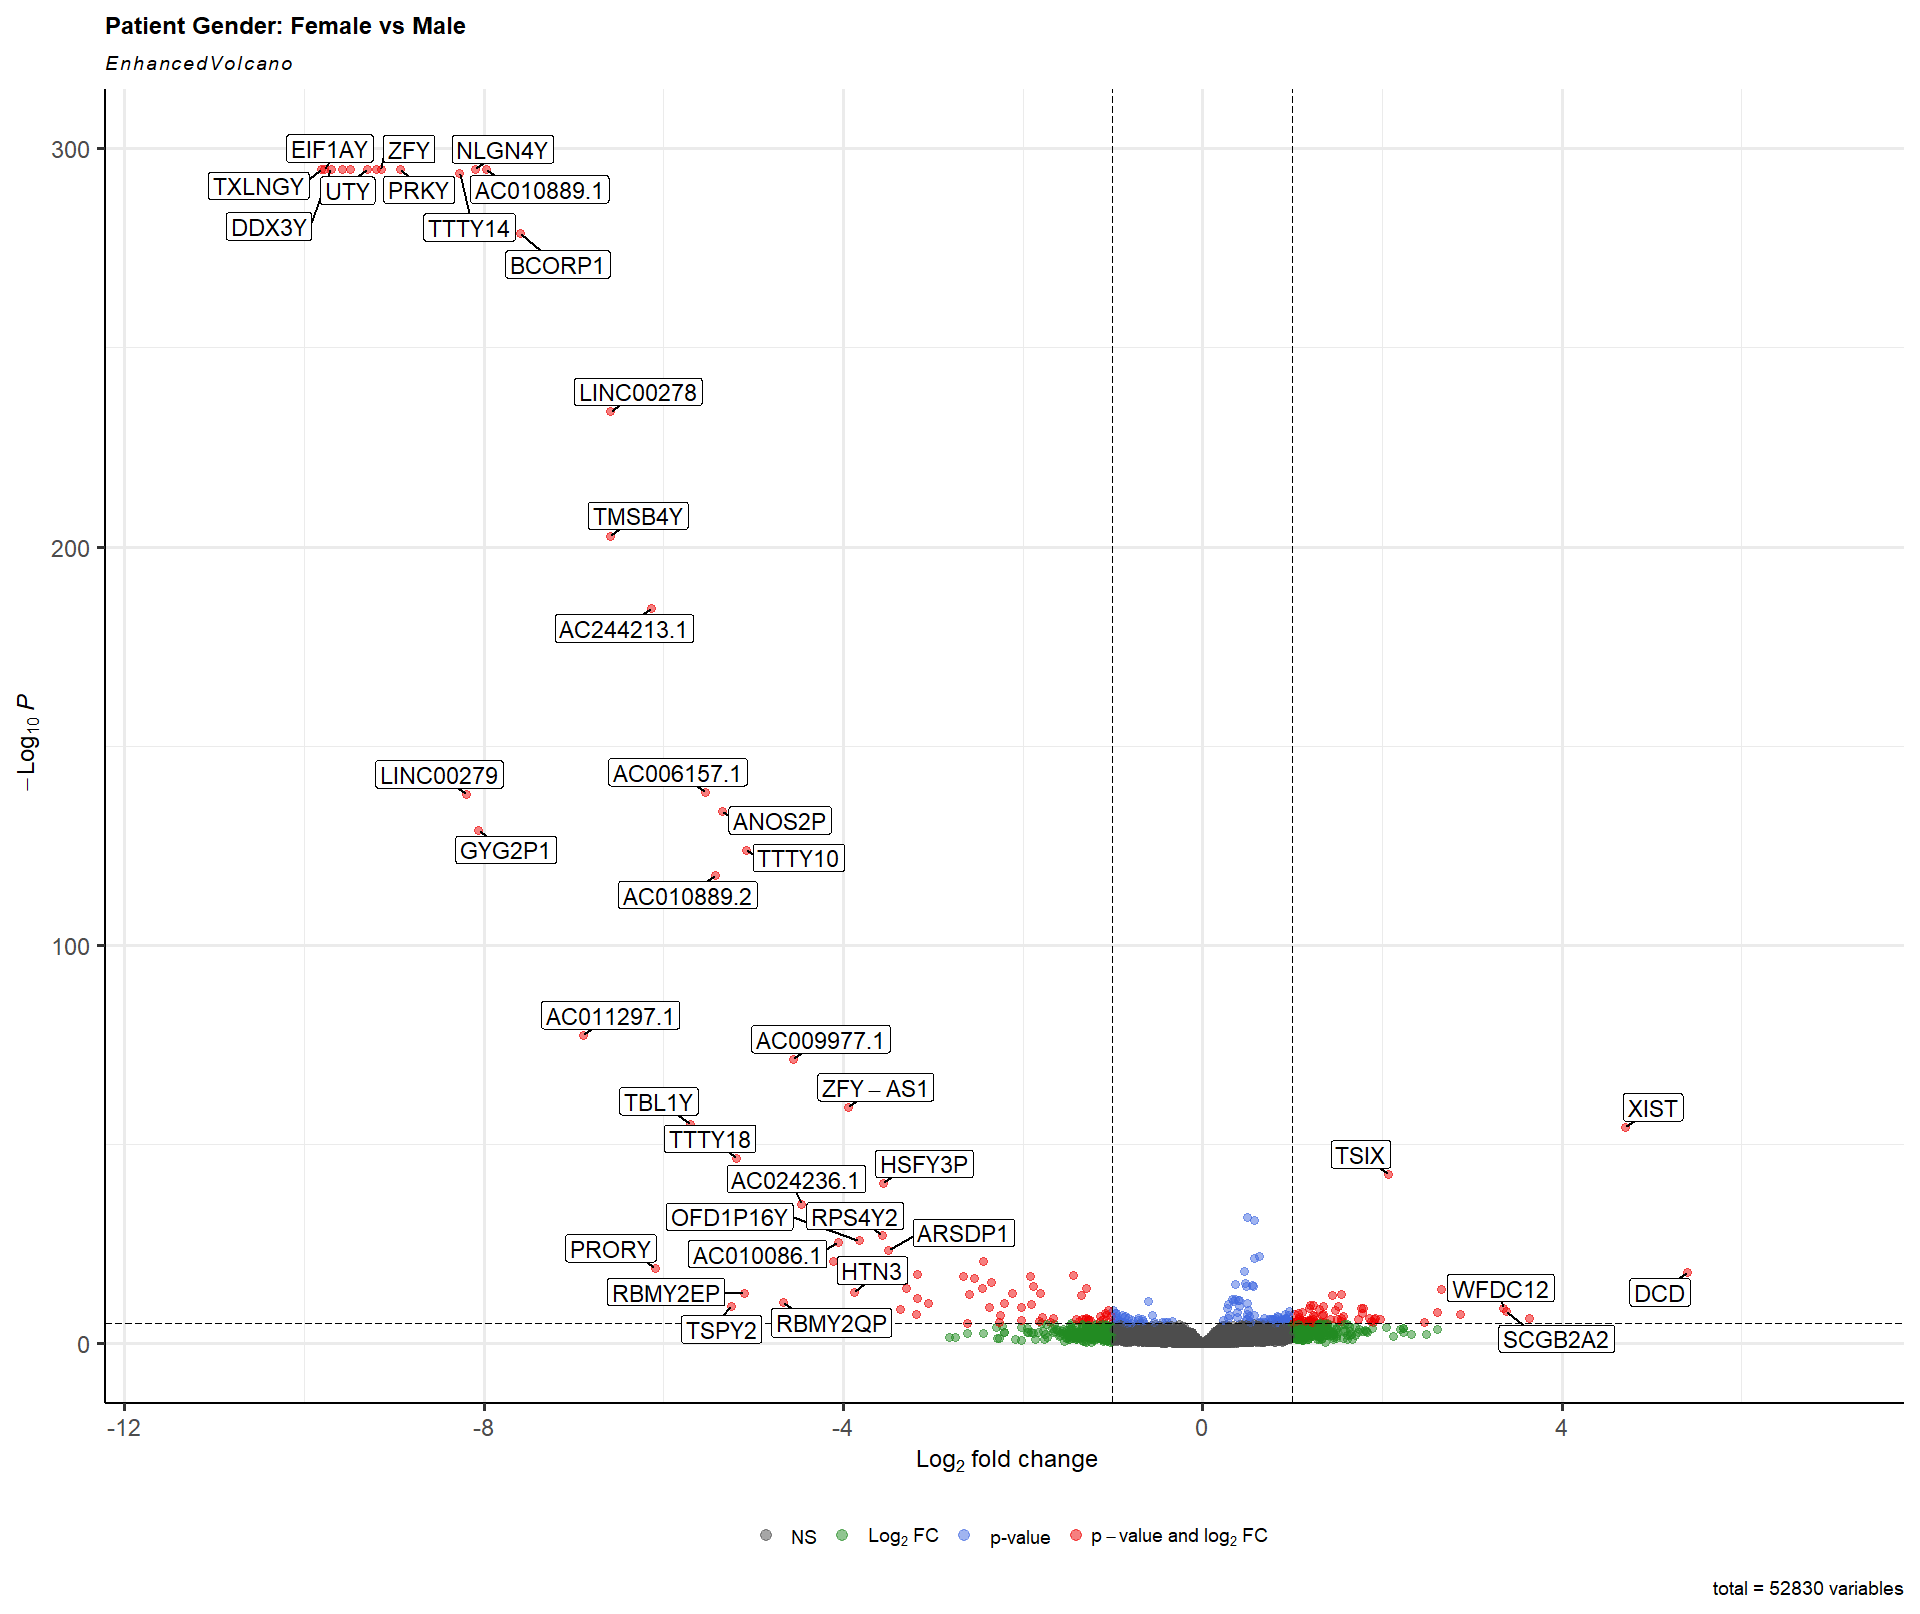 Patient Gender: Female vs Male
EnhancedVolcano
300
200
100
0
−Log10 P
EIF1AY
ZFY
NLGN4Y
TXLNGY
UTY
PRKY
AC010889.1
DDX3Y
TTTY14
BCORP1
LINC00278
TMSB4Y
AC244213.1
LINC00279
AC006157.1
ANOS2P
GYG2P1
TTTY10
AC010889.2
AC011297.1
AC009977.1
ZFY − AS1
TBL1Y
XIST
TTTY18
TSIX
HSFY3P
AC024236.1
OFD1P16Y
RPS4Y2
ARSDP1
PRORY
AC010086.1
HTN3
RBMY2EP
WFDC12
DCD
TSPY2
RBMY2QP
SCGB2A2
-12
-8
-4
0
4
Log2 fold change
NS
Log2 FC
p-value
p − value and log2 FC
total = 52830 variables